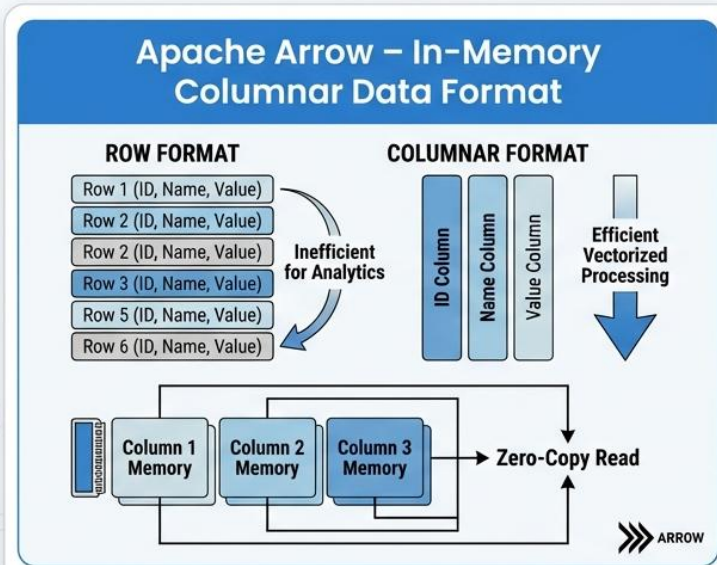 Apache Arrow – In-Memory
Columnar Data Format
ROW FORMAT
Row 1 (ID, Name, Value)
Row 2 (ID, Name, Value)
Row 2 (ID, Name, Value)
Row 3 (ID, Name, Value)
Row 5 (ID, Name, Value)
Row 6 (ID, Name, Value)
Inefficient
for Analytics
COLUMNAR FORMAT
ID Column
Name Column
Value Column
Efficient
Vectorized
Processing
Column 1
Memory
Column 2
Memory
Column 3
Memory
Zero-Copy Read
ARROW